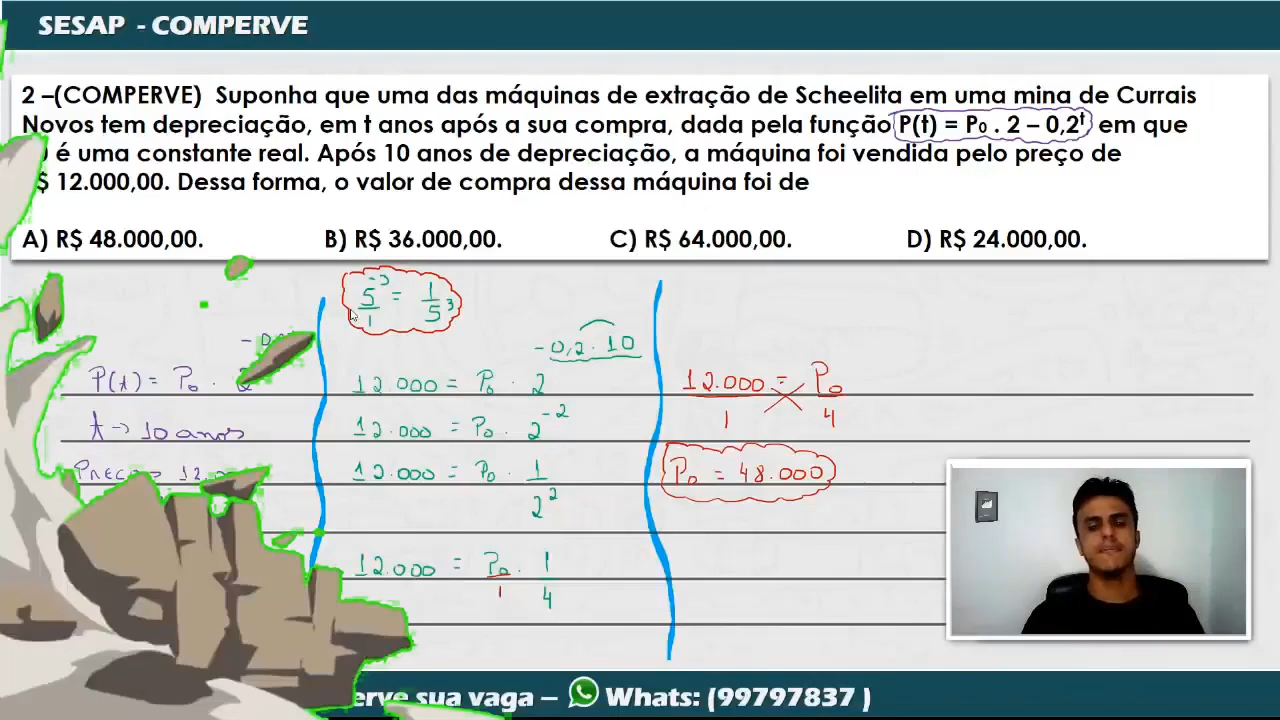 SESAP - COMPERVE
2 –(COMPERVE) Suponha que uma das máquinas de extração de Scheelita em uma mina de Currais
Novos tem depreciação, em t anos após a sua compra, dada pela função P(t) = P₀ . 2 – 0,2ᵗ em que
é uma constante real. Após 10 anos de depreciação, a máquina foi vendida pelo preço de
$ 12.000,00. Dessa forma, o valor de compra dessa máquina foi de
A) R$ 48.000,00. B) R$ 36.000,00. C) R$ 64.000,00. D) R$ 24.000,00.
5⁻³/1 = 1/5³
P(t) = P₀ .
t → 10 anos
12.000 = P₀ . 2^(-0,2 . 10)
12.000 = P₀ . 2⁻²
12.000 = P₀ . 1/2²
12.000 = P₀/1 . 1/4
12.000/1 = P₀/4
P₀ = 48.000
sua vaga – Whats: (99797837 )